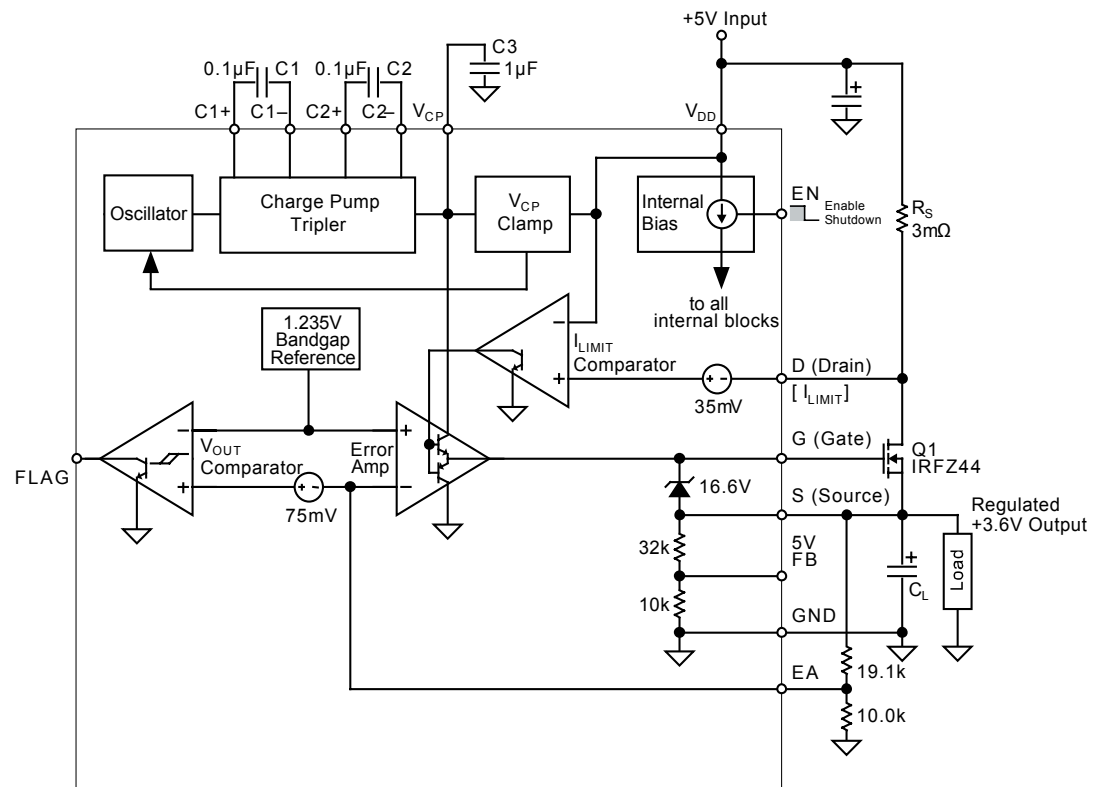 +5V Input
C3
1µF
0.1µF C1
0.1µF C2
C1+
C1–
C2+
C2–
VCP
VDD
Oscillator
Charge Pump
Tripler
VCP
Clamp
Internal
Bias
EN
Enable
Shutdown
RS
3mΩ
to all
internal blocks
1.235V
Bandgap
Reference
–
ILIMIT
Comparator
+
+ –
35mV
D (Drain)
[ ILIMIT]
–
VOUT
Comparator
+
FLAG
+ –
75mV
+
Error
Amp
–
G (Gate)
Q1
IRFZ44
16.6V
S (Source)
Regulated
+3.6V Output
32k
5V
FB
10k
+
CL
Load
GND
EA
19.1k
10.0k
+